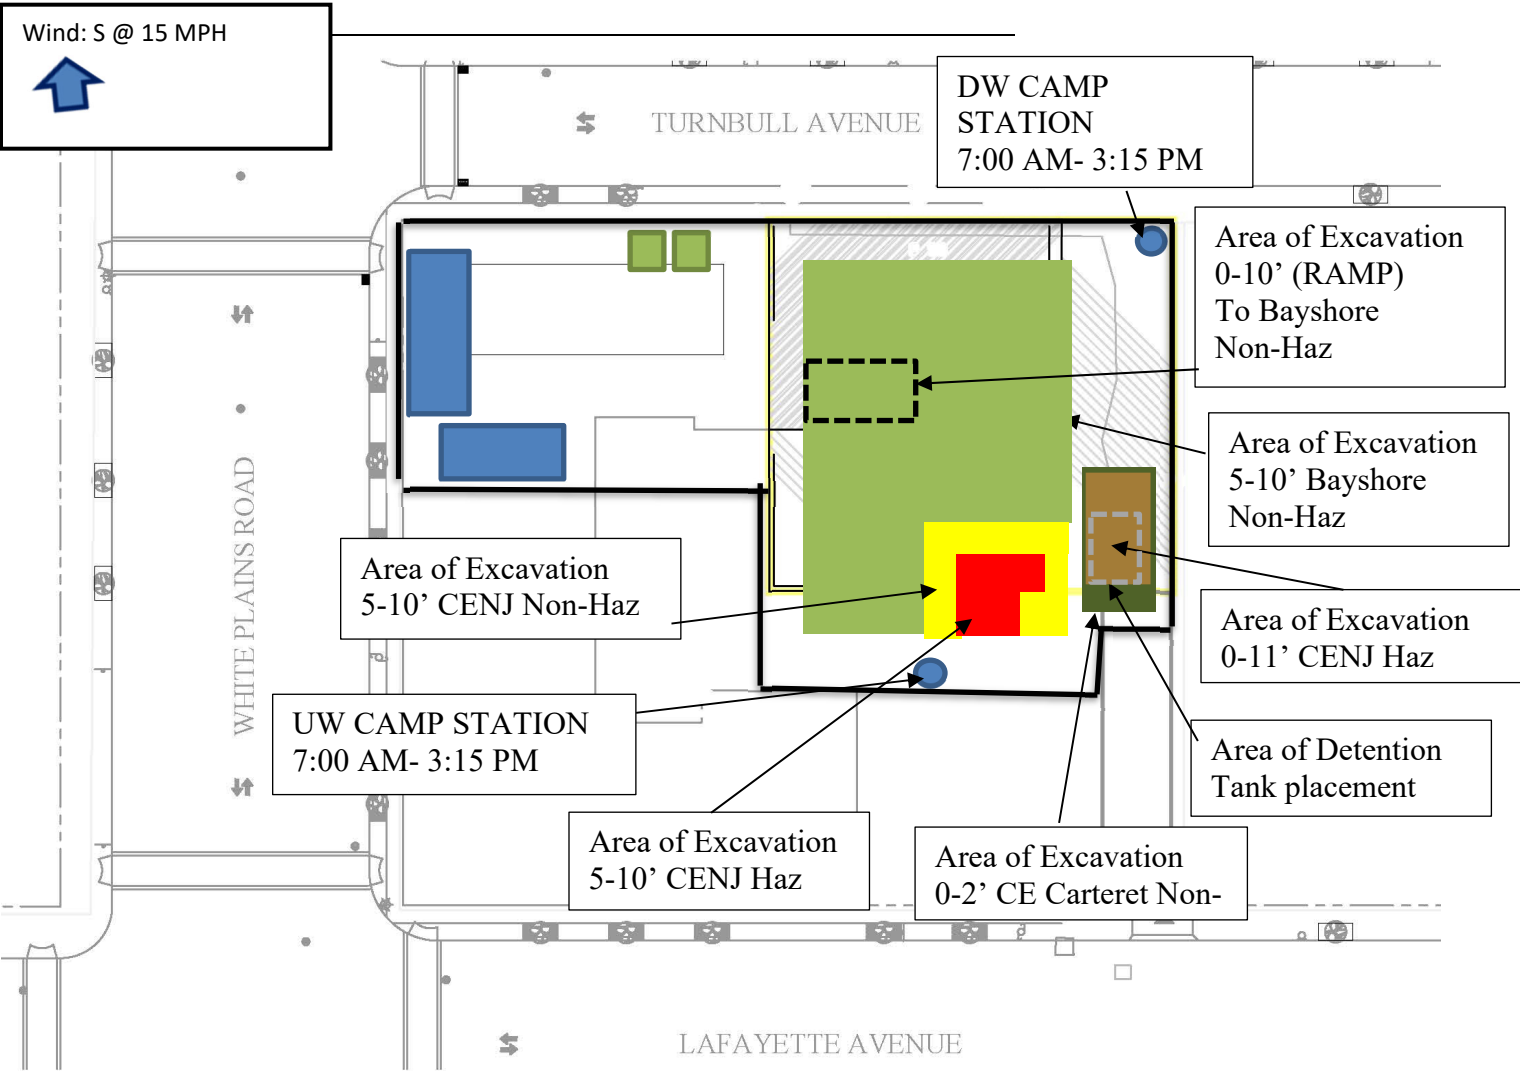 Wind: S @ 15 MPH
TURNBULL AVENUE
DW CAMP
STATION
7:00 AM- 3:15 PM
Area of Excavation
0-10’ (RAMP)
To Bayshore
Non-Haz
Area of Excavation
5-10’ Bayshore
Non-Haz
WHITE PLAINS ROAD
Area of Excavation
5-10’ CENJ Non-Haz
Area of Excavation
0-11’ CENJ Haz
UW CAMP STATION
7:00 AM- 3:15 PM
Area of Detention
Tank placement
Area of Excavation
5-10’ CENJ Haz
Area of Excavation
0-2’ CE Carteret Non-
LAFAYETTE AVENUE